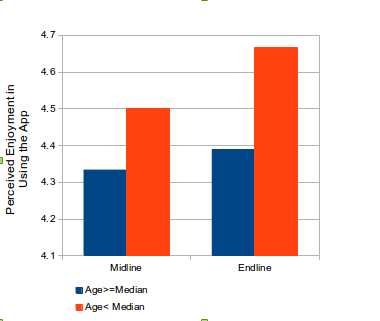 Perceived Enjoyment in
Using the App
4.7
4.6
4.5
4.4
4.3
4.2
4.1
Midline
Endline
Age>=Median
Age< Median